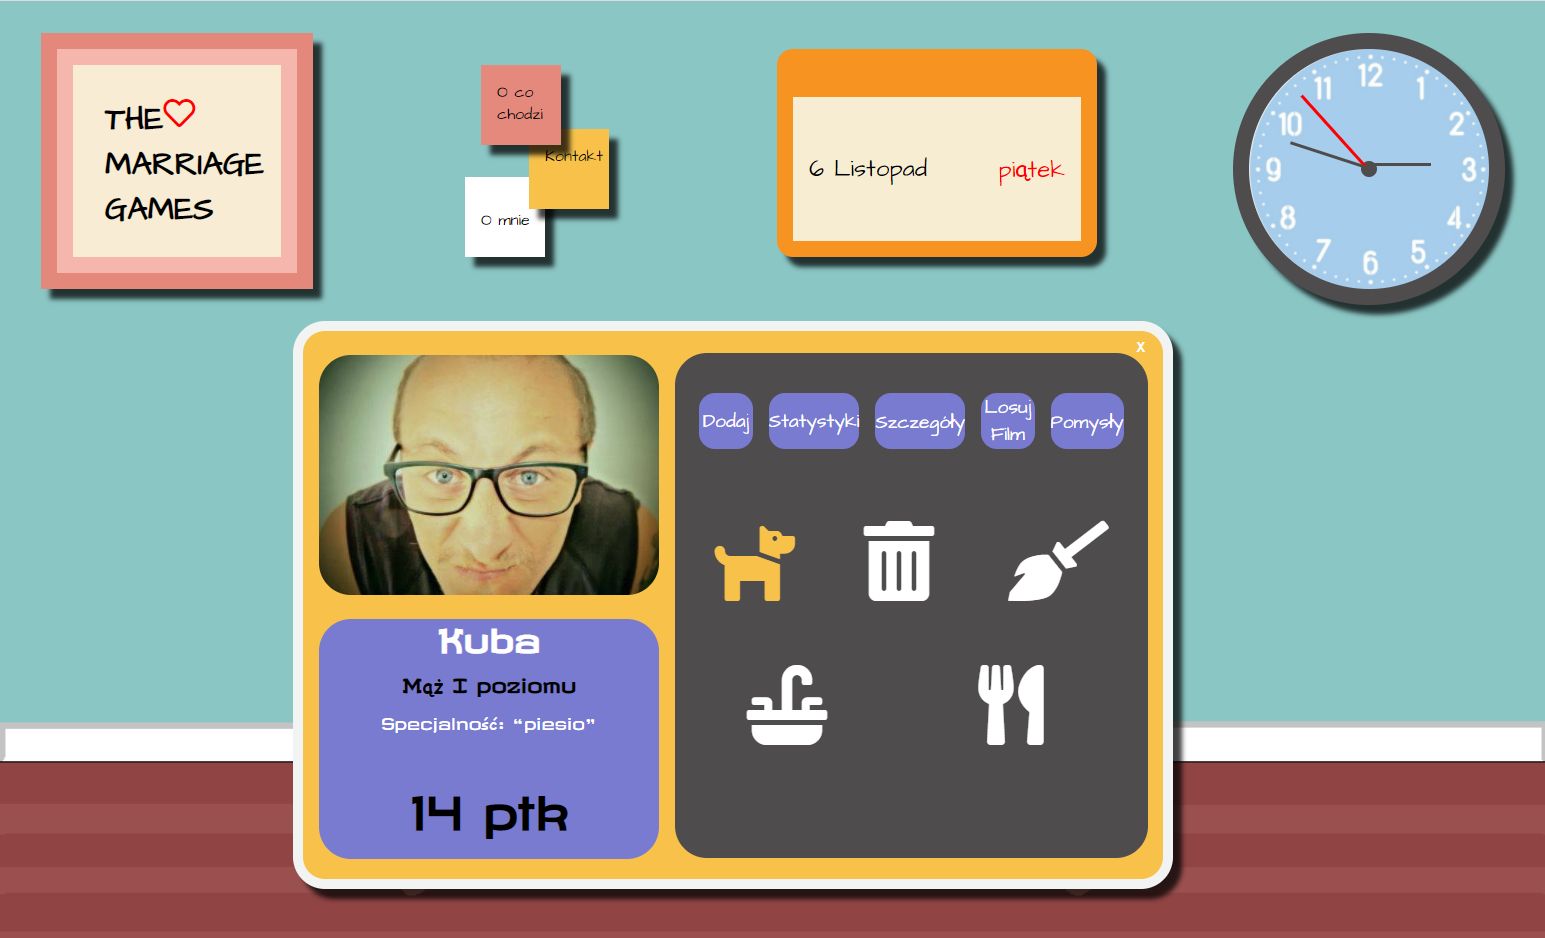 THE
MARRIAGE
GAMES
O co
chodzi
Kontakt
O mnie
6 Listopad piątek
12
1
2
3
4
5
6
7
8
9
10
11
x
Kuba
Mąż I poziomu
Specjalność: “piesio”
14 ptk
Dodaj
Statystyki
Szczegóły
Losuj
Film
Pomysły